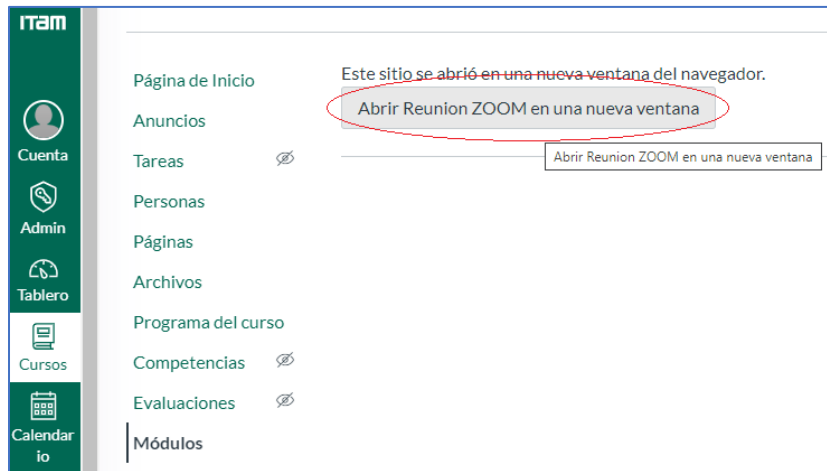 ITAM
Cuenta
Admin
Tablero
Cursos
Calendar
io
Página de Inicio
Anuncios
Tareas
Personas
Páginas
Archivos
Programa del curso
Competencias
Evaluaciones
Módulos
Este sitio se abrió en una nueva ventana del navegador.
Abrir Reunion ZOOM en una nueva ventana
Abrir Reunion ZOOM en una nueva ventana